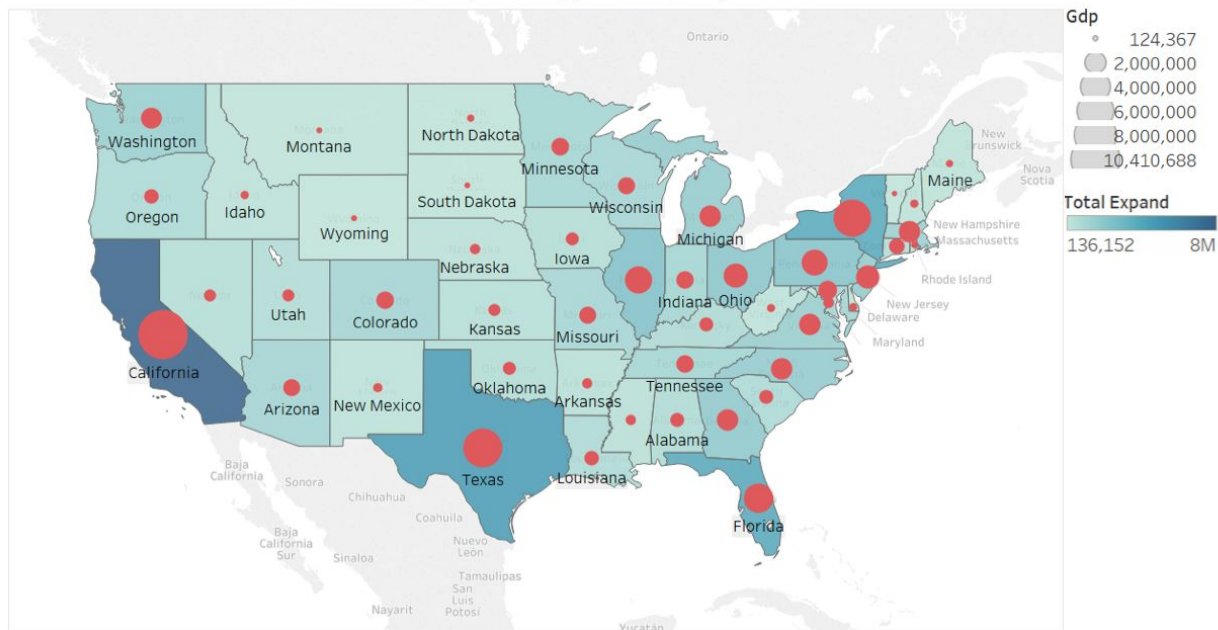 Ontario
New
Brunswick
Nova
Scotia
Washington
Montana
North Dakota
Minnesota
Maine
Oregon
Idaho
South Dakota
Wisconsin
Michigan
Wyoming
New Hampshire
Massachusetts
Rhode Island
Nebraska
Iowa
Indiana
Ohio
New Jersey
Delaware
Maryland
Utah
Colorado
Kansas
Missouri
California
Tennessee
Arizona
New Mexico
Oklahoma
Arkansas
Alabama
Texas
Louisiana
Florida
Baja
California
Sonora
Chihuahua
Coahuila
Baja
California
Sur
Sinaloa
Nuevo
León
Tamaulipas
San
Luis
Potosí
Nayarit
Yucatán
Gdp
124,367
2,000,000
4,000,000
6,000,000
8,000,000
10,410,688
Total Expand
136,152 8M